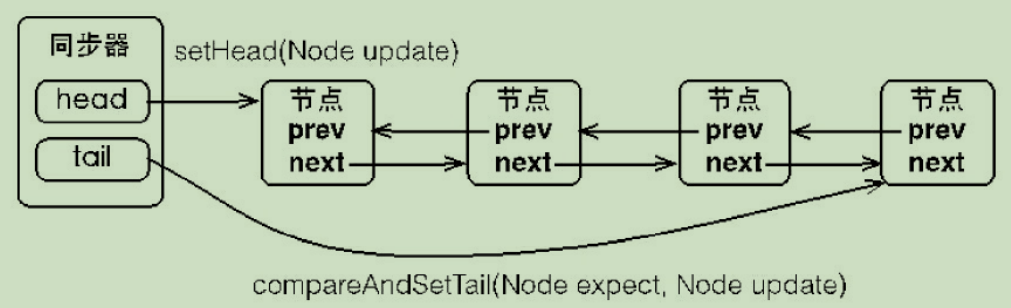 同步器
head
tail
setHead(Node update)
节点
prev
next
节点
prev
next
节点
prev
next
节点
prev
next
compareAndSetTail(Node expect, Node update)